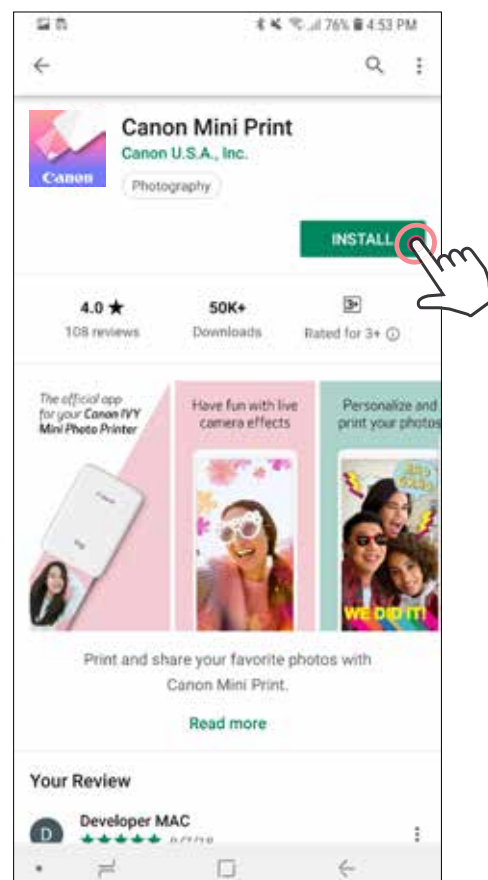 76% 4:53 PM
Canon Mini Print
Canon U.S.A., Inc.
Canon
Photography
INSTALL
4.0 ★ 50K+ 3+
108 reviews Downloads Rated for 3+
The official app
for your Canon IVY
Mini Photo Printer
Have fun with live
camera effects
Personalize and
print your photos
WE DID IT!
Print and share your favorite photos with
Canon Mini Print.
Read more
Your Review
D
Developer MAC